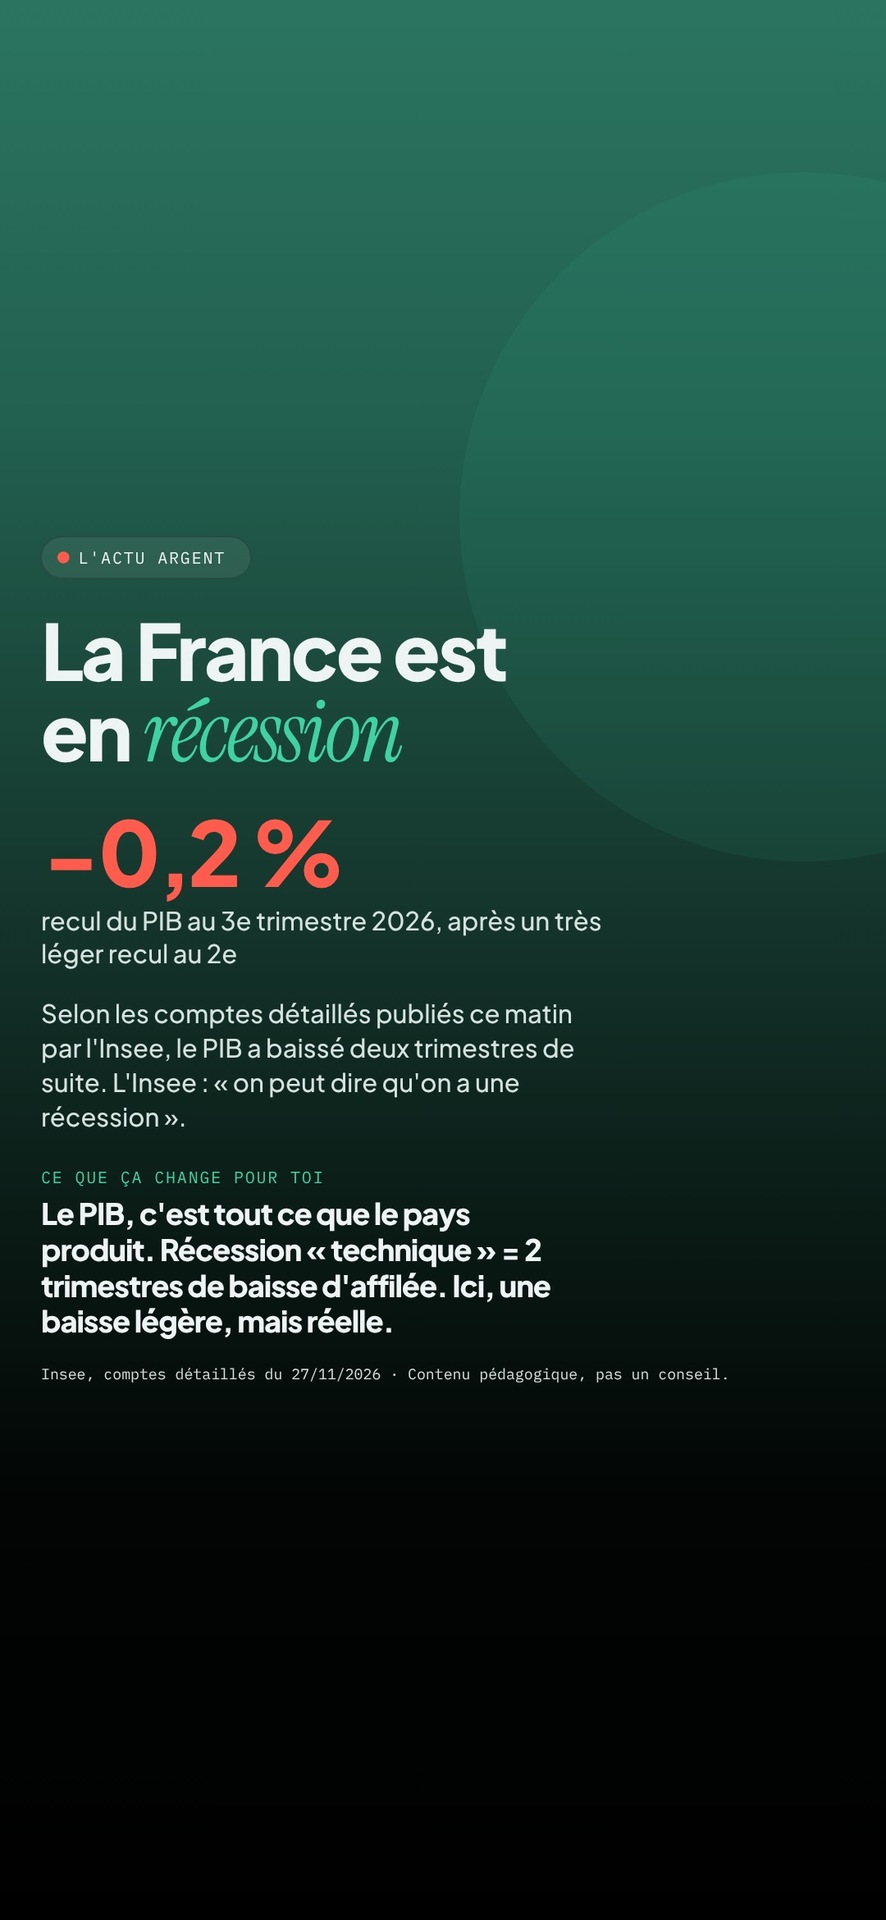 L'ACTU ARGENT
La France est
en récession
−0,2 %
recul du PIB au 3e trimestre 2026, après un très
léger recul au 2e
Selon les comptes détaillés publiés ce matin
par l'Insee, le PIB a baissé deux trimestres de
suite. L'Insee : « on peut dire qu'on a une
récession ».
CE QUE ÇA CHANGE POUR TOI
Le PIB, c'est tout ce que le pays
produit. Récession « technique » = 2
trimestres de baisse d'affilée. Ici, une
baisse légère, mais réelle.
Insee, comptes détaillés du 27/11/2026 · Contenu pédagogique, pas un conseil.